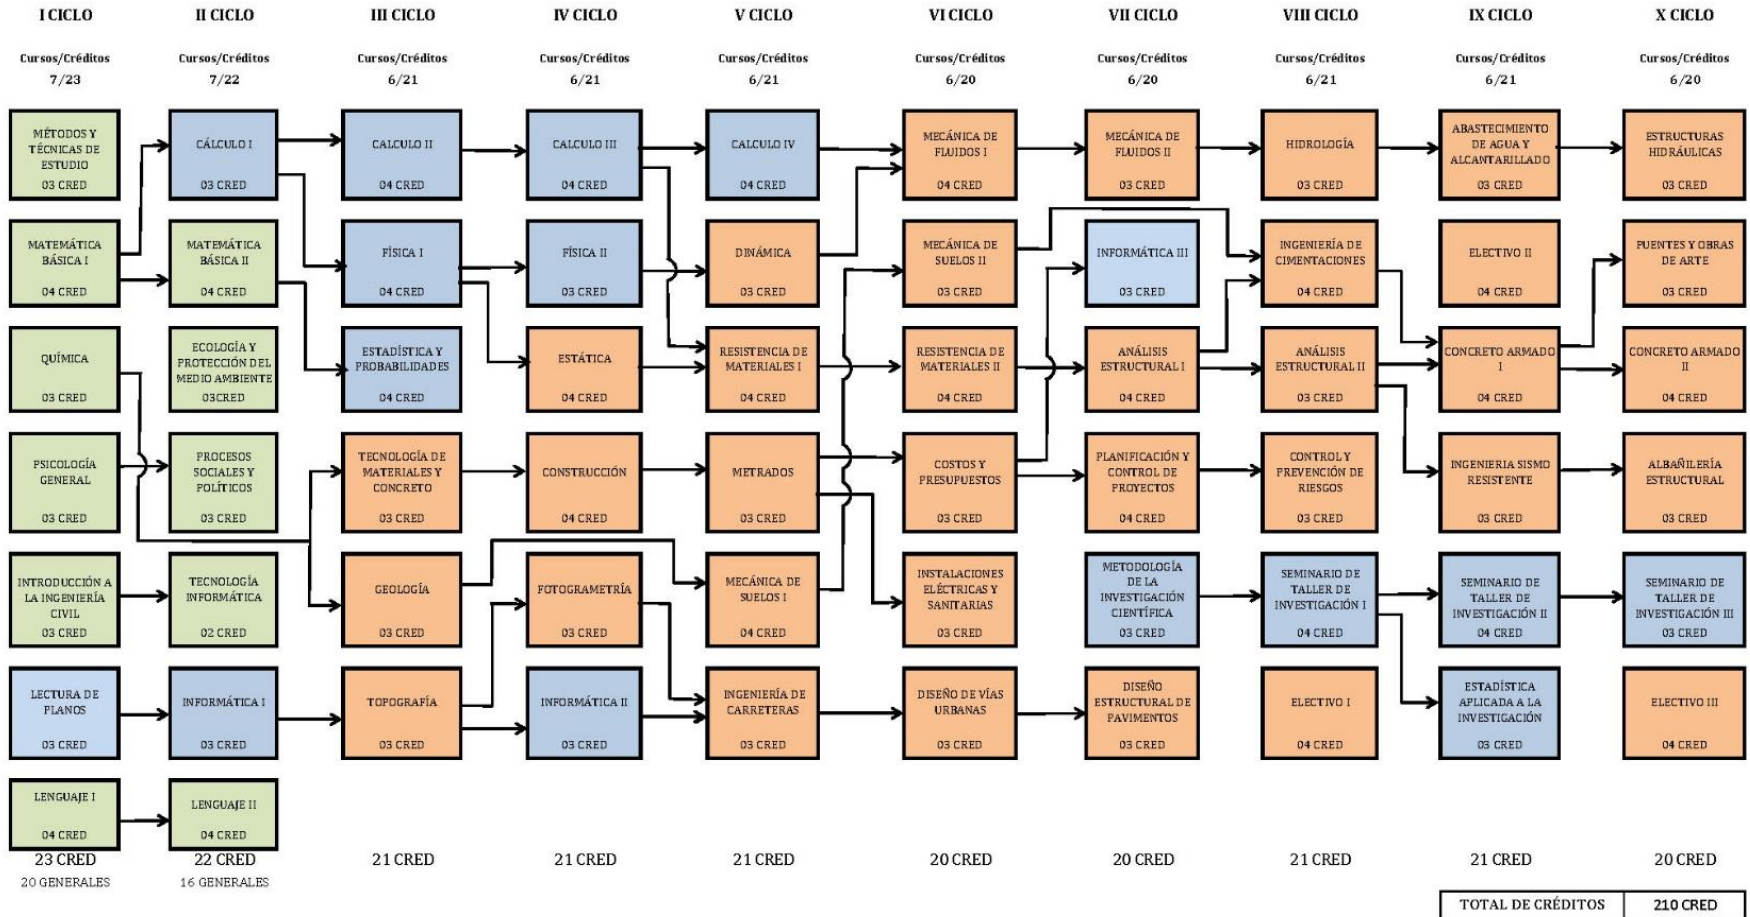 I CICLO
Cursos/Créditos
7/23
MÉTODOS Y
TÉCNICAS DE
ESTUDIO
03 CRED
MATEMÁTICA
BÁSICA I
04 CRED
QUÍMICA
03 CRED
PSICOLOGÍA
GENERAL
03 CRED
INTRODUCCIÓN A
LA INGENIERÍA
CIVIL
03 CRED
LECTURA DE
PLANOS
03 CRED
LENGUAJE I
04 CRED
23 CRED
20 GENERALES
II CICLO
Cursos/Créditos
7/22
CÁLCULO I
03 CRED
MATEMÁTICA
BÁSICA II
04 CRED
ECOLOGÍA Y
PROTECCIÓN DEL
MEDIO AMBIENTE
03CRED
PROCESOS
SOCIALES Y
POLÍTICOS
03 CRED
TECNOLOGÍA
INFORMÁTICA
02 CRED
INFORMÁTICA I
03 CRED
LENGUAJE II
04 CRED
22 CRED
16 GENERALES
III CICLO
Cursos/Créditos
6/21
CALCULO II
04 CRED
FÍSICA I
04 CRED
ESTADÍSTICA Y
PROBABILIDADES
04 CRED
TECNOLOGÍA DE
MATERIALES Y
CONCRETO
03 CRED
GEOLOGÍA
03 CRED
TOPOGRAFÍA
03 CRED
21 CRED
IV CICLO
Cursos/Créditos
6/21
CALCULO III
04 CRED
FÍSICA II
03 CRED
ESTÁTICA
04 CRED
CONSTRUCCIÓN
04 CRED
FOTOGRAMETRÍA
03 CRED
INFORMÁTICA II
03 CRED
21 CRED
V CICLO
Cursos/Créditos
6/21
CALCULO IV
04 CRED
DINÁMICA
03 CRED
RESISTENCIA DE
MATERIALES I
04 CRED
METRADOS
03 CRED
MECÁNICA DE
SUELOS I
04 CRED
INGENIERÍA DE
CARRETERAS
03 CRED
21 CRED
VI CICLO
Cursos/Créditos
6/20
MECÁNICA DE
FLUIDOS I
04 CRED
MECÁNICA DE
SUELOS II
03 CRED
RESISTENCIA DE
MATERIALES II
04 CRED
COSTOS Y
PRESUPUESTOS
03 CRED
INSTALACIONES
ELÉCTRICAS Y
SANITARIAS
03 CRED
DISEÑO DE VÍAS
URBANAS
03 CRED
20 CRED
VII CICLO
Cursos/Créditos
6/20
MECÁNICA DE
FLUIDOS II
03 CRED
INFORMÁTICA III
03 CRED
ANÁLISIS
ESTRUCTURAL I
04 CRED
PLANIFICACIÓN Y
CONTROL DE
PROYECTOS
04 CRED
METODOLOGÍA
DE LA
INVESTIGACIÓN
CIENTÍFICA
03 CRED
DISEÑO
ESTRUCTURAL DE
PAVIMENTOS
03 CRED
20 CRED
VIII CICLO
Cursos/Créditos
6/21
HIDROLOGÍA
03 CRED
INGENIERÍA DE
CIMENTACIONES
04 CRED
ANÁLISIS
ESTRUCTURAL II
03 CRED
CONTROL Y
PREVENCIÓN DE
RIESGOS
03 CRED
SEMINARIO DE
TALLER DE
INVESTIGACIÓN I
04 CRED
ELECTIVO I
04 CRED
21 CRED
IX CICLO
Cursos/Créditos
6/21
ABASTECIMIENTO
DE AGUA Y
ALCANTARILLADO
03 CRED
ELECTIVO II
04 CRED
CONCRETO ARMADO
I
04 CRED
INGENIERIA SISMO
RESISTENTE
03 CRED
SEMINARIO DE
TALLER DE
INVESTIGACIÓN II
04 CRED
ESTADÍSTICA
APLICADA A LA
INVESTIGACIÓN
03 CRED
21 CRED
X CICLO
Cursos/Créditos
6/20
ESTRUCTURAS
HIDRÁULICAS
03 CRED
PUENTES Y OBRAS
DE ARTE
03 CRED
CONCRETO ARMADO
II
04 CRED
ALBAÑILERÍA
ESTRUCTURAL
03 CRED
SEMINARIO DE
TALLER DE
INVESTIGACIÓN III
03 CRED
ELECTIVO III
04 CRED
20 CRED
TOTAL DE CRÉDITOS 210 CRED